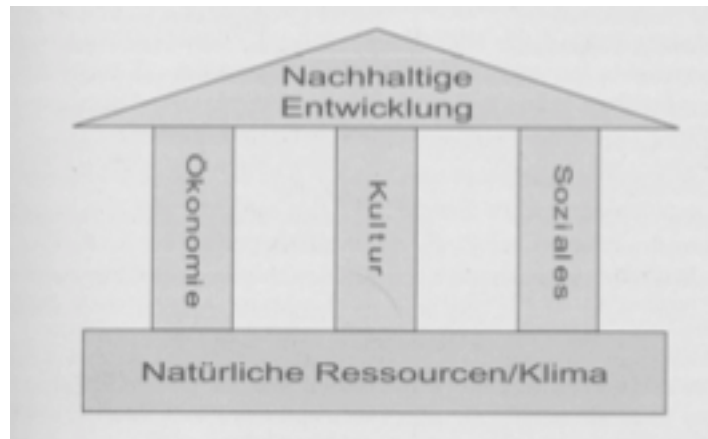 Nachhaltige
Entwicklung
Ökonomie
Kultur
Soziales
Natürliche Ressourcen/Klima